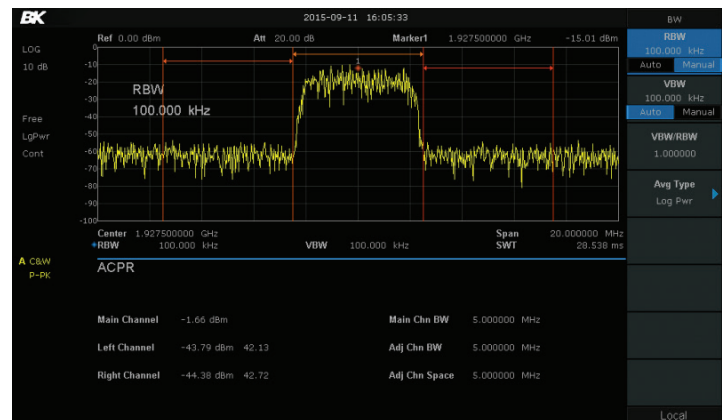 BK 2015-09-11 16:05:33 BW
Ref 0.00 dBm Att 20.00 dB Marker1 1.927500000 GHz -15.01 dBm
LOG
10 dB
Free
LgPwr
Cont
0
-10
-20
-30
-40
-50
-60
-70
-80
-90
-100
1
RBW
100.000 kHz
Center 1.927500000 GHz Span 20.000000 MHz
*RBW 100.000 kHz VBW 100.000 kHz SWT 28.538 ms
A C&W
P-PK
ACPR
Main Channel -1.66 dBm Main Chn BW 5.000000 MHz
Left Channel -43.79 dBm 42.13 Adj Chn BW 5.000000 MHz
Right Channel -44.38 dBm 42.72 Adj Chn Space 5.000000 MHz
RBW
100.000 kHz
Auto Manual
VBW
100.000 kHz
Auto Manual
VBW/RBW
1.000000
Avg Type
Log Pwr
Local